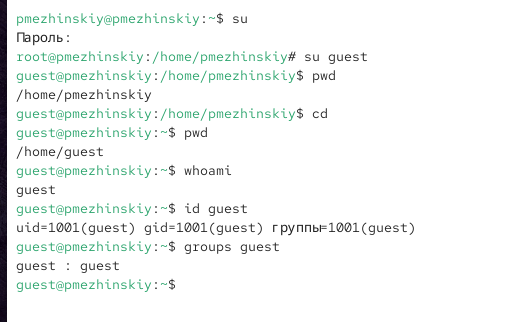 pmezhinskiy@pmezhinskiy:~$ su
Пароль:
root@pmezhinskiy:/home/pmezhinskiy# su guest
guest@pmezhinskiy:/home/pmezhinskiy$ pwd
/home/pmezhinskiy
guest@pmezhinskiy:/home/pmezhinskiy$ cd
guest@pmezhinskiy:~$ pwd
/home/guest
guest@pmezhinskiy:~$ whoami
guest
guest@pmezhinskiy:~$ id guest
uid=1001(guest) gid=1001(guest) группы=1001(guest)
guest@pmezhinskiy:~$ groups guest
guest : guest
guest@pmezhinskiy:~$